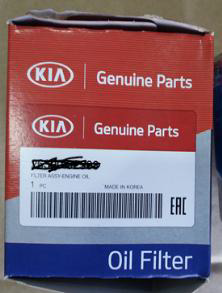 KIA Genuine Parts
KIA Genuine Parts
FILTER ASSY-ENGINE OIL
1 PC MADE IN KOREA
EAC
Oil Filter